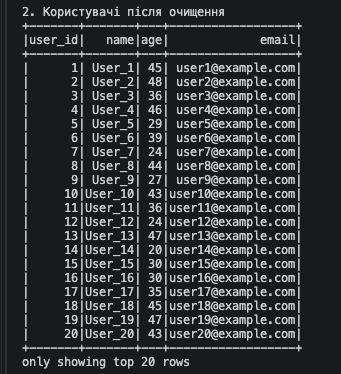 2. Користувачі після очищення
+-------+-------+---+------------------+
|user_id|   name|age|             email|
+-------+-------+---+------------------+
|      1| User_1| 45| user1@example.com|
|      2| User_2| 48| user2@example.com|
|      3| User_3| 36| user3@example.com|
|      4| User_4| 46| user4@example.com|
|      5| User_5| 29| user5@example.com|
|      6| User_6| 39| user6@example.com|
|      7| User_7| 24| user7@example.com|
|      8| User_8| 44| user8@example.com|
|      9| User_9| 27| user9@example.com|
|     10|User_10| 43|user10@example.com|
|     11|User_11| 36|user11@example.com|
|     12|User_12| 24|user12@example.com|
|     13|User_13| 47|user13@example.com|
|     14|User_14| 20|user14@example.com|
|     15|User_15| 30|user15@example.com|
|     16|User_16| 30|user16@example.com|
|     17|User_17| 35|user17@example.com|
|     18|User_18| 45|user18@example.com|
|     19|User_19| 47|user19@example.com|
|     20|User_20| 43|user20@example.com|
+-------+-------+---+------------------+
only showing top 20 rows